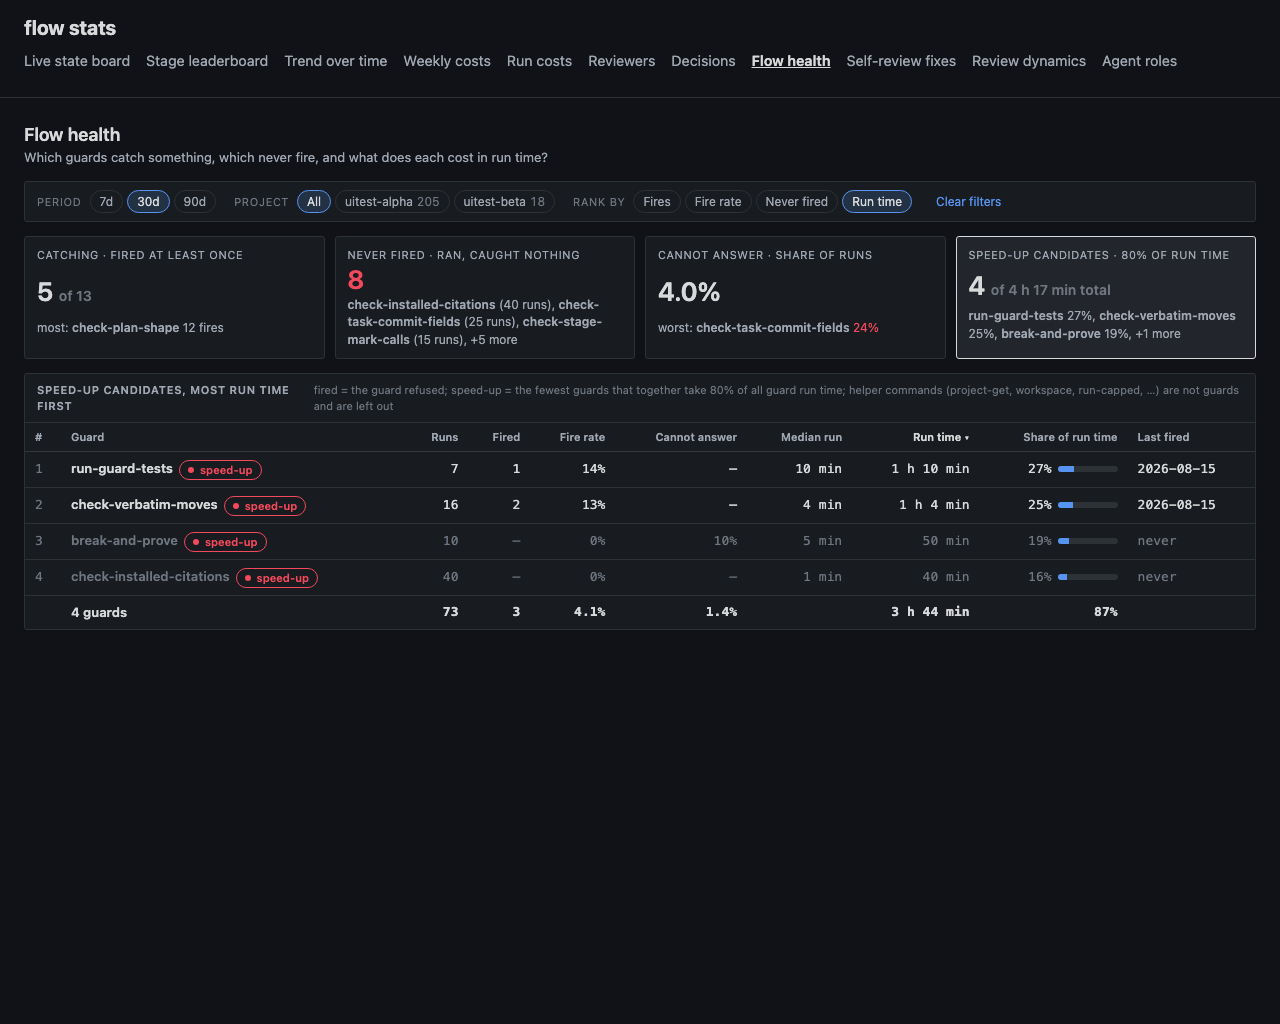 flow stats
Live state board Stage leaderboard Trend over time Weekly costs Run costs Reviewers Decisions Flow health Self-review fixes Review dynamics Agent roles
Flow health
Which guards catch something, which never fire, and what does each cost in run time?
PERIOD 7d 30d 90d PROJECT All uitest-alpha 205 uitest-beta 18 RANK BY Fires Fire rate Never fired Run time Clear filters
CATCHING · FIRED AT LEAST ONCE
5 of 13
most: check-plan-shape 12 fires
NEVER FIRED · RAN, CAUGHT NOTHING
8
check-installed-citations (40 runs), check-
task-commit-fields (25 runs), check-stage-
mark-calls (15 runs), +5 more
CANNOT ANSWER · SHARE OF RUNS
4.0%
worst: check-task-commit-fields 24%
SPEED-UP CANDIDATES · 80% OF RUN TIME
4 of 4 h 17 min total
run-guard-tests 27%, check-verbatim-moves
25%, break-and-prove 19%, +1 more
SPEED-UP CANDIDATES, MOST RUN TIME
FIRST
fired = the guard refused; speed-up = the fewest guards that together take 80% of all guard run time; helper commands (project-get, workspace, run-capped, …) are not guards
and are left out
# Guard Runs Fired Fire rate Cannot answer Median run Run time ▾ Share of run time Last fired
1 run-guard-tests ● speed-up 7 1 14% — 10 min 1 h 10 min 27% 2026-08-15
2 check-verbatim-moves ● speed-up 16 2 13% — 4 min 1 h 4 min 25% 2026-08-15
3 break-and-prove ● speed-up 10 — 0% 10% 5 min 50 min 19% never
4 check-installed-citations ● speed-up 40 — 0% — 1 min 40 min 16% never
4 guards 73 3 4.1% 1.4% 3 h 44 min 87%